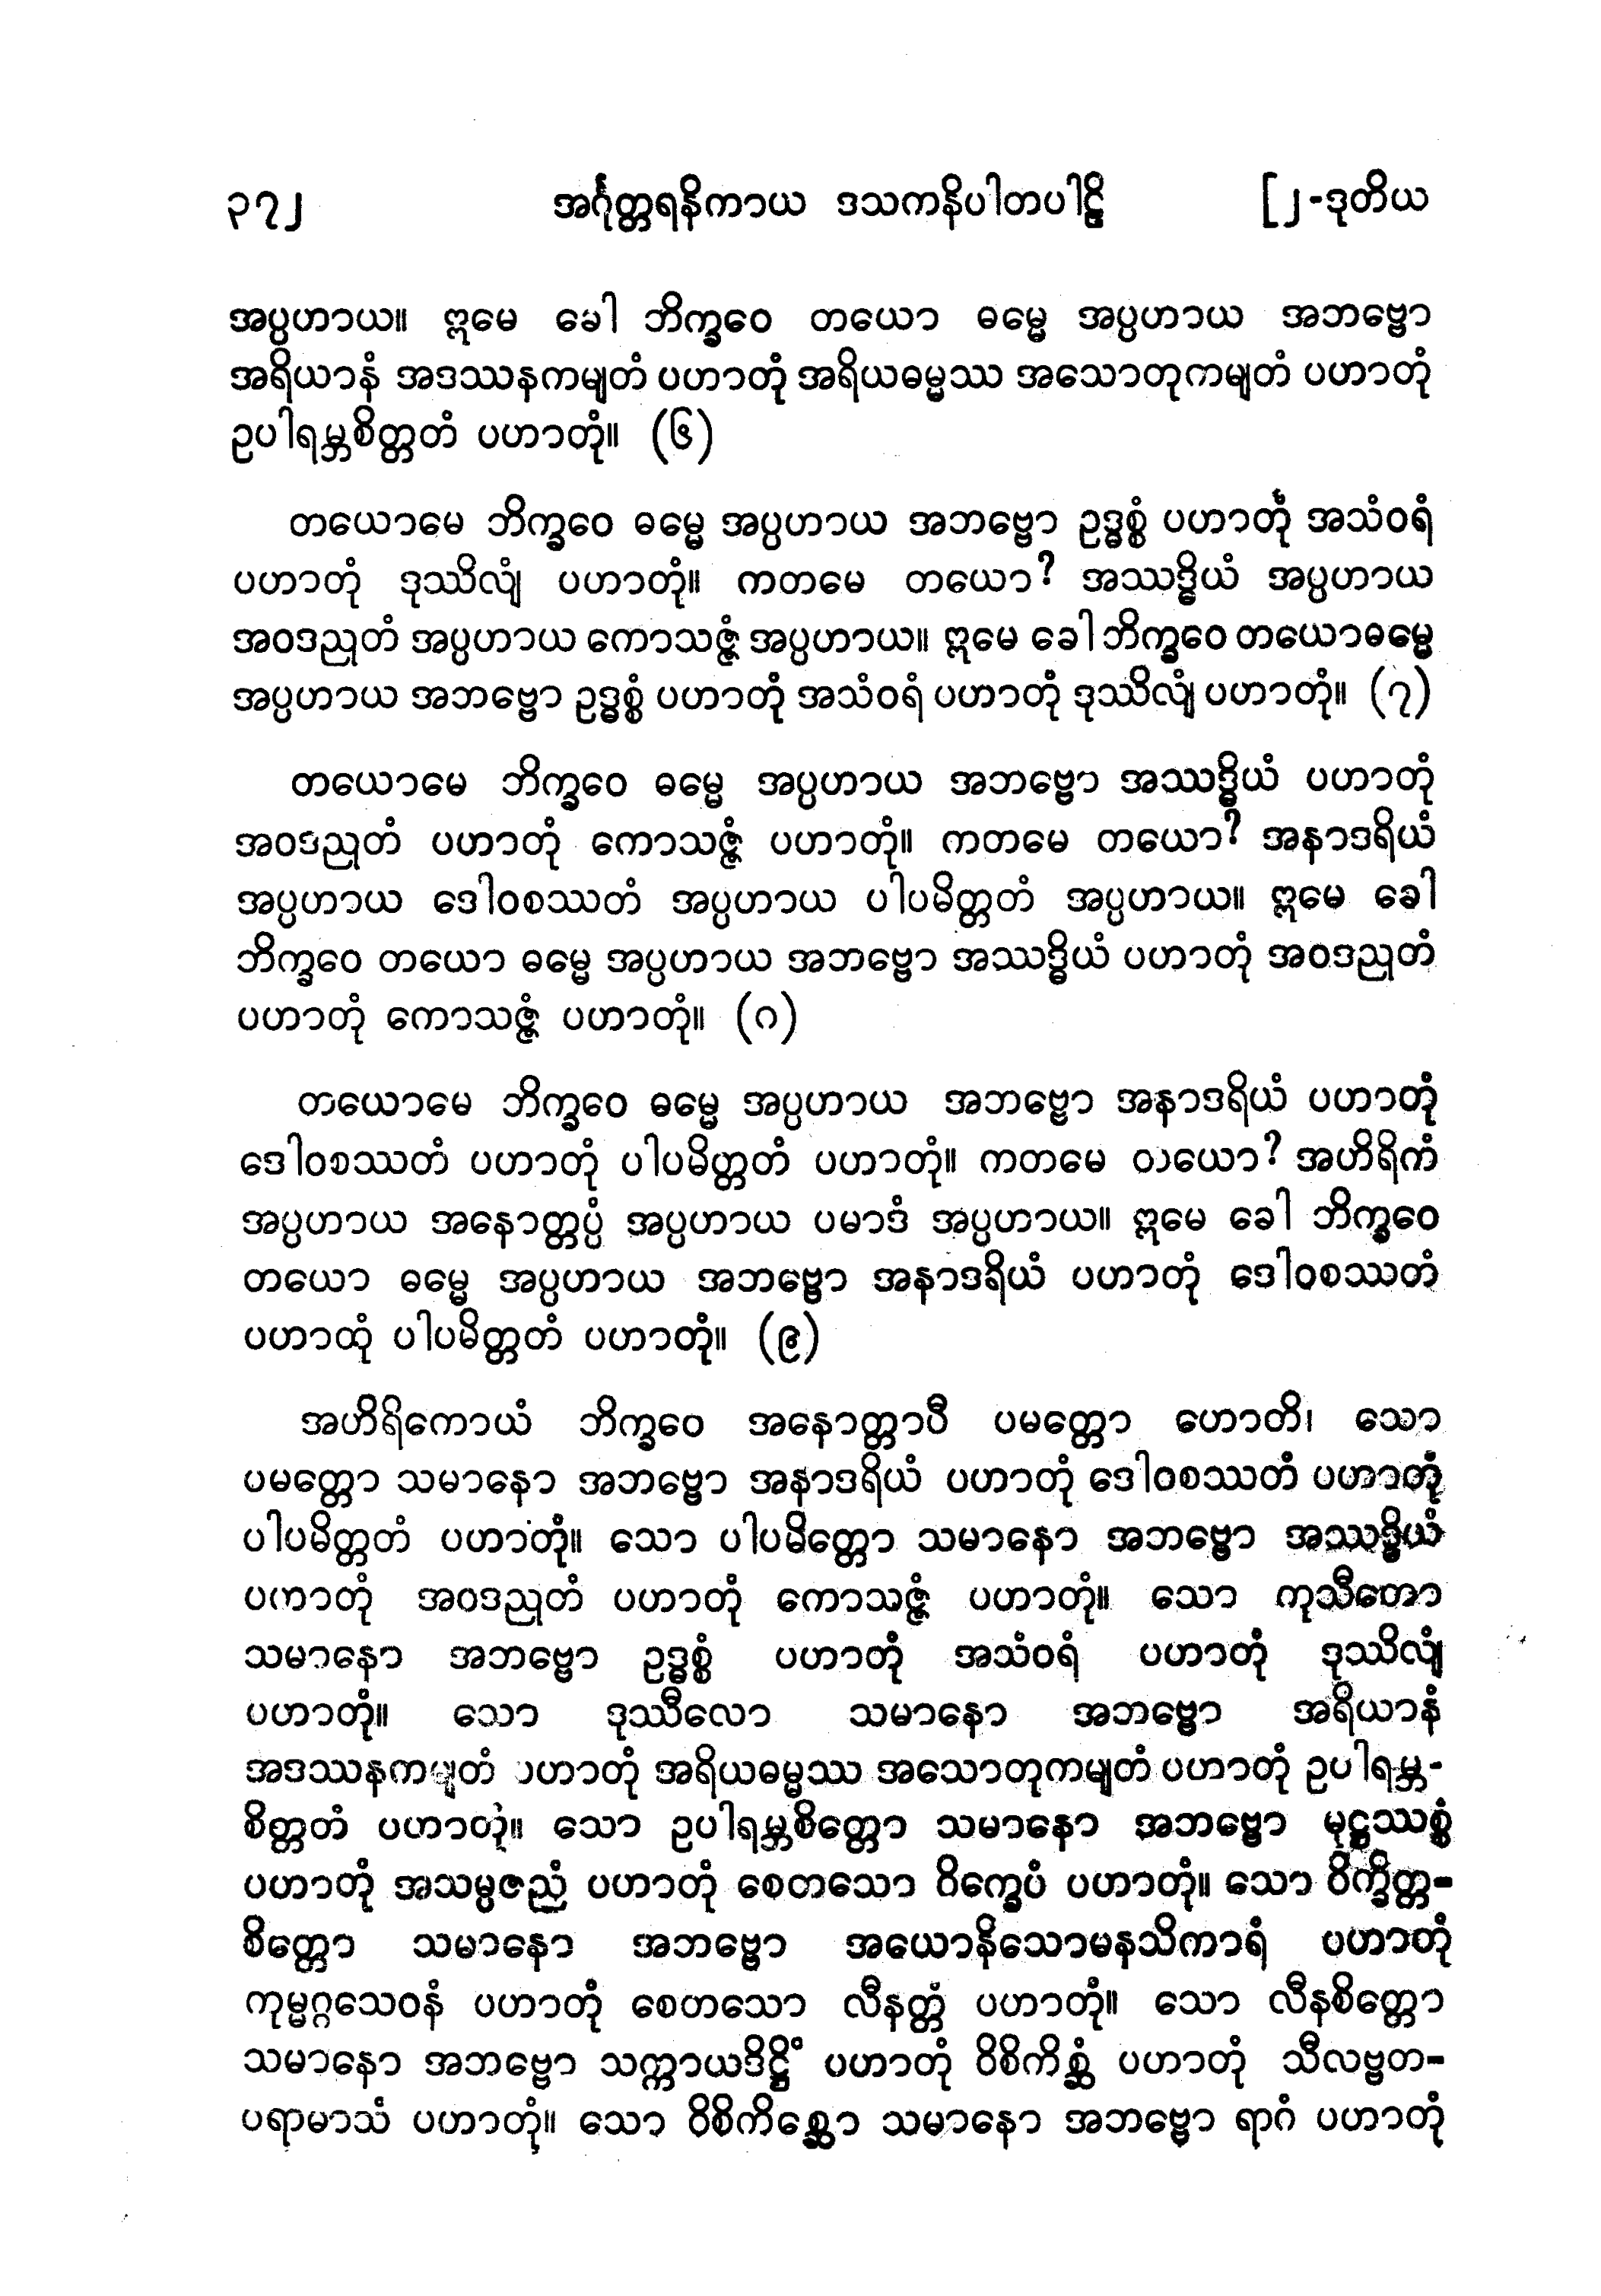 ၃၇၂ အင်္ဂုတ္တရနိကာယ ဒသကနိပါတပါဠိ [၂-ဒုတိယ
အပ္ပဟာယ။ ဣမေ ခေါ ဘိက္ခဝေ တယော ဓမ္မေ အပ္ပဟာယ အဘဗ္ဗော
အရိယာနံ အဒဿနကမျတံ ပဟာတုံ အရိယဓမ္မဿ အသောတုကမျတံ ပဟာတုံ
ဥပါရမ္ဘစိတ္တတံ ပဟာတုံ။ (၆)
တယောမေ ဘိက္ခဝေ ဓမ္မေ အပ္ပဟာယ အဘဗ္ဗော ဥဒ္ဓစ္စံ ပဟာတုံ အသံဝရံ
ပဟာတုံ ဒုဿိလျံ ပဟာတုံ။ ကတမေ တယော? အဿဒ္ဓိယံ အပ္ပဟာယ
အဝဒညုတံ အပ္ပဟာယ ကောသဇ္ဇံ အပ္ပဟာယ။ ဣမေ ခေါ ဘိက္ခဝေ တယောဓမ္မေ
အပ္ပဟာယ အဘဗ္ဗော ဥဒ္ဓစ္စံ ပဟာတုံ အသံဝရံ ပဟာတုံ ဒုဿိလျံ ပဟာတုံ။ (၇)
တယောမေ ဘိက္ခဝေ ဓမ္မေ အပ္ပဟာယ အဘဗ္ဗော အဿဒ္ဓိယံ ပဟာတုံ
အဝဒညုတံ ပဟာတုံ ကောသဇ္ဇံ ပဟာတုံ။ ကတမေ တယော? အနာဒရိယံ
အပ္ပဟာယ ဒေါဝစဿတံ အပ္ပဟာယ ပါပမိတ္တတံ အပ္ပဟာယ။ ဣမေ ခေါ
ဘိက္ခဝေ တယော ဓမ္မေ အပ္ပဟာယ အဘဗ္ဗော အဿဒ္ဓိယံ ပဟာတုံ အဝဒညုတံ
ပဟာတုံ ကောသဇ္ဇံ ပဟာတုံ။ (၈)
တယောမေ ဘိက္ခဝေ ဓမ္မေ အပ္ပဟာယ အဘဗ္ဗော အနာဒရိယံ ပဟာတုံ
ဒေါဝစဿတံ ပဟာတုံ ပါပမိတ္တတံ ပဟာတုံ။ ကတမေ တယော? အဟိရိကံ
အပ္ပဟာယ အနောတ္တပ္ပံ အပ္ပဟာယ ပမာဒံ အပ္ပဟာယ။ ဣမေ ခေါ ဘိက္ခဝေ
တယော ဓမ္မေ အပ္ပဟာယ အဘဗ္ဗော အနာဒရိယံ ပဟာတုံ ဒေါဝစဿတံ
ပဟာထုံ ပါပမိတ္တတံ ပဟာတုံ။ (၉)
အဟိရိကောယံ ဘိက္ခဝေ အနောတ္တာပီ ပမတ္တော ဟောတိ၊ သော
ပမတ္တော သမာနော အဘဗ္ဗော အနာဒရိယံ ပဟာတုံ ဒေါဝစဿတံ ပဟာတုံ
ပါပမိတ္တတံ ပဟာတုံ။ သော ပါပမိတ္တော သမာနော အဘဗ္ဗော အဿဒ္ဓိယံ
ပဟာတုံ အဝဒညုတံ ပဟာတုံ ကောသဇ္ဇံ ပဟာတုံ။ သော ကုသီတော
သမာနော အဘဗ္ဗော ဥဒ္ဓစ္စံ ပဟာတုံ အသံဝရံ ပဟာတုံ ဒုဿိလျံ
ပဟာတုံ။ သော ဒုဿီလော သမာနော အဘဗ္ဗော အရိယာနံ
အဒဿနကမျတံ ပဟာတုံ အရိယဓမ္မဿ အသောတုကမျတံ ပဟာတုံ ဥပါရမ္ဘ-
စိတ္တတံ ပဟာတုံ။ သော ဥပါရမ္ဘစိတ္တော သမာနော အဘဗ္ဗော မုဋ္ဌဿစ္စံ
ပဟာတုံ အသမ္ပဇညံ ပဟာတုံ စေတသော ဝိက္ခေပံ ပဟာတုံ။ သော ဝိက္ခိတ္တ-
စိတ္တော သမာနော အဘဗ္ဗော အယောနိသောမနသိကာရံ ပဟာတုံ
ကုမ္မဂ္ဂသေဝနံ ပဟာတုံ စေတသော လီနတ္တံ ပဟာတုံ။ သော လီနစိတ္တော
သမာနော အဘဗ္ဗော သက္ကာယဒိဋ္ဌိံ ပဟာတုံ ဝိစိကိစ္ဆံ ပဟာတုံ သီလဗ္ဗတ-
ပရာမာသံ ပဟာတုံ။ သော ဝိစိကိစ္ဆော သမာနော အဘဗ္ဗော ရာဂံ ပဟာတုံ